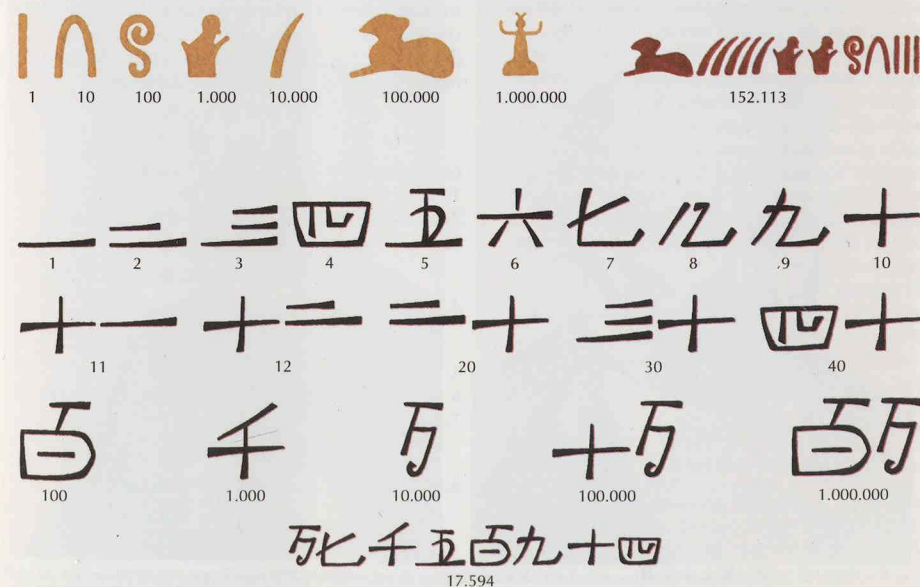 1 10 100 1.000 10.000 100.000 1.000.000 152.113
一 二 三 四 五 六 七 八 九 十
1 2 3 4 5 6 7 8 .9 10
十一 十二 二十 三十 四十
11 12 20 30 40
百 千 万 十万 百万
100 1.000 10.000 100.000 1.000.000
万七千五百九十四
17.594